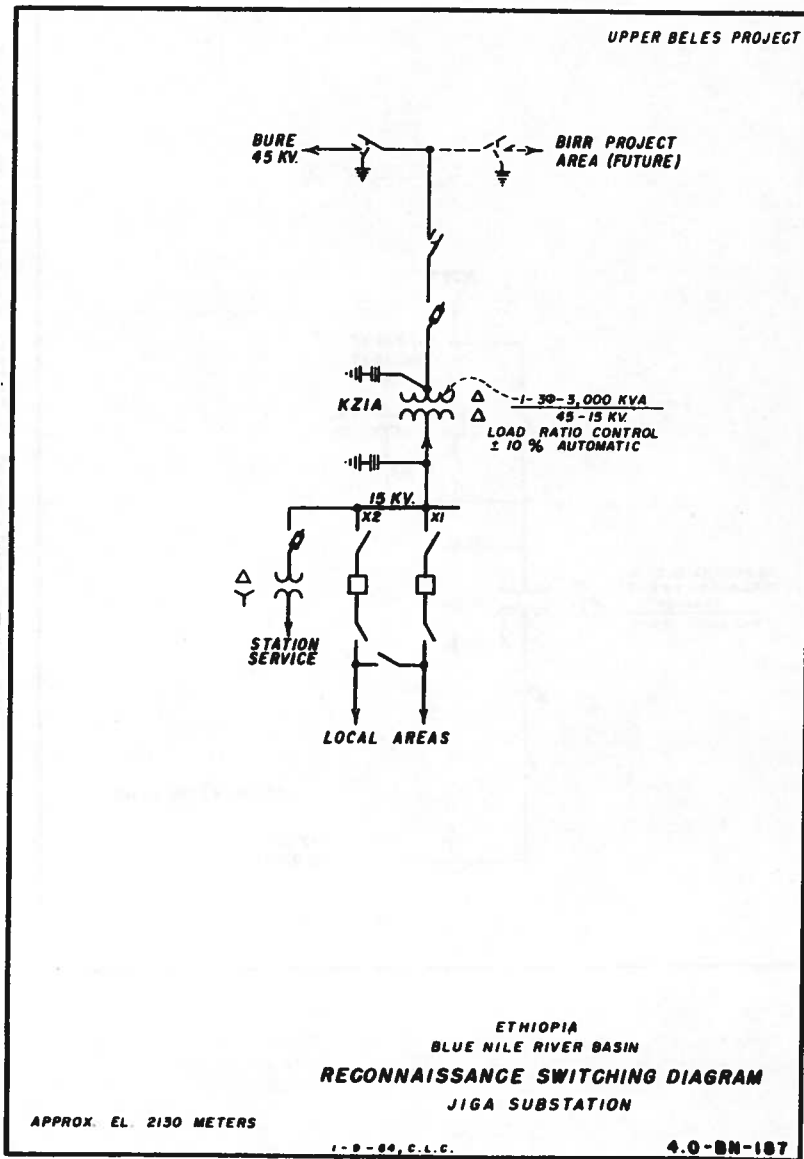 UPPER BELES PROJECT
BURE
45 KV.
BIRR PROJECT
AREA (FUTURE)
KZ1A
Δ
Δ
1-3Φ-3,000 KVA
45-15 KV.
LOAD RATIO CONTROL
± 10 % AUTOMATIC
15 KV.
X2
X1
Δ
Y
STATION
SERVICE
LOCAL AREAS
ETHIOPIA
BLUE NILE RIVER BASIN
RECONNAISSANCE SWITCHING DIAGRAM
JIGA SUBSTATION
APPROX. EL. 2130 METERS
1-9-64, C.L.C.
4.0-BN-187